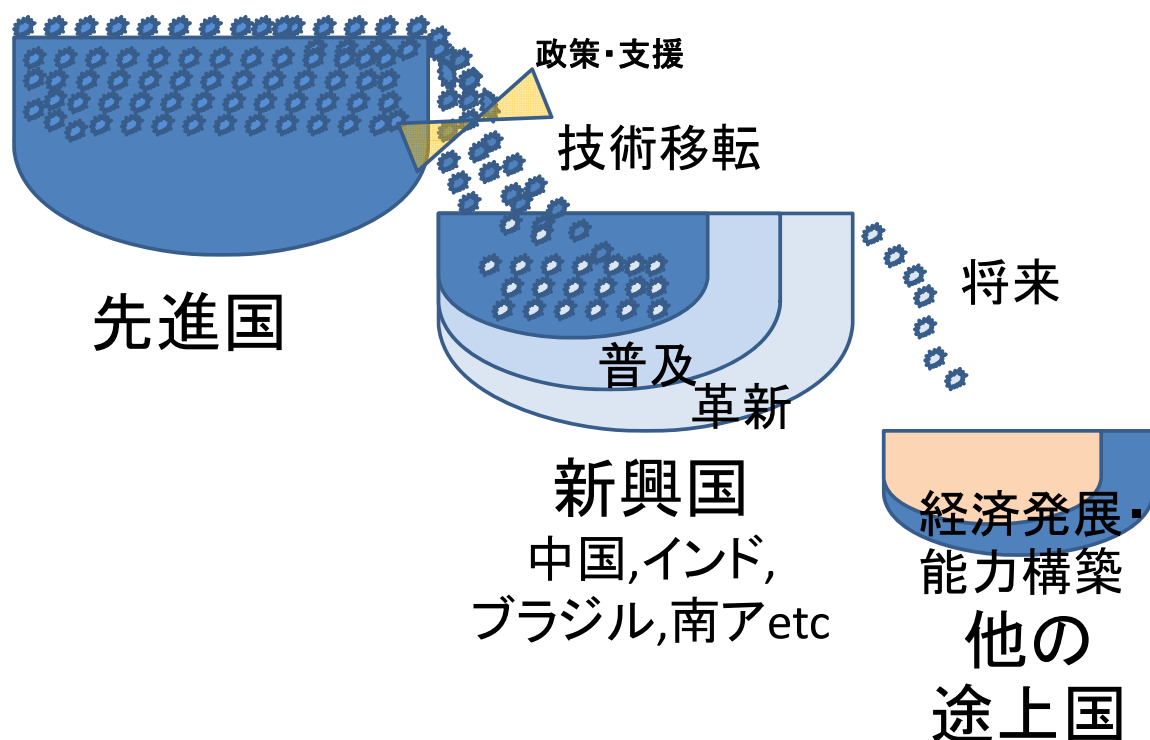 政策・支援
技術移転
先進国
将来
普及
革新
新興国
中国,インド,
ブラジル,南アetc
経済発展・
能力構築
他の
途上国